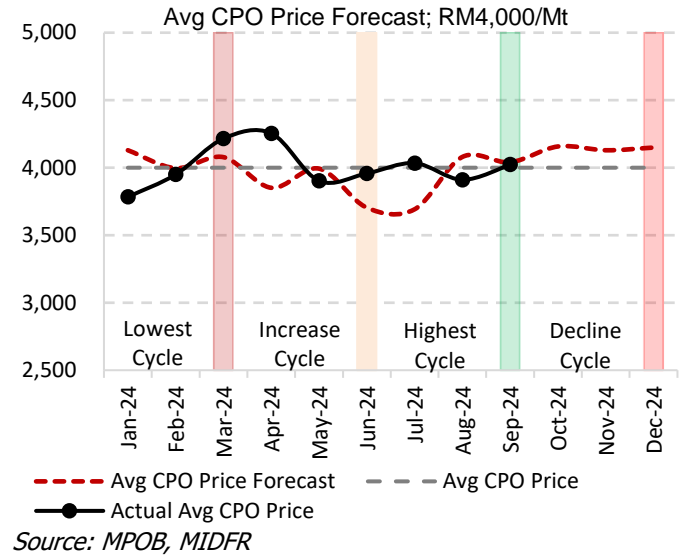 Avg CPO Price Forecast; RM4,000/Mt
5,000
4,500
4,000
3,500
3,000
2,500
Lowest Cycle
Increase Cycle
Highest Cycle
Decline Cycle
Jan-24
Feb-24
Mar-24
Apr-24
May-24
Jun-24
Jul-24
Aug-24
Sep-24
Oct-24
Nov-24
Dec-24
Avg CPO Price Forecast
Avg CPO Price
Actual Avg CPO Price
Source: MPOB, MIDFR